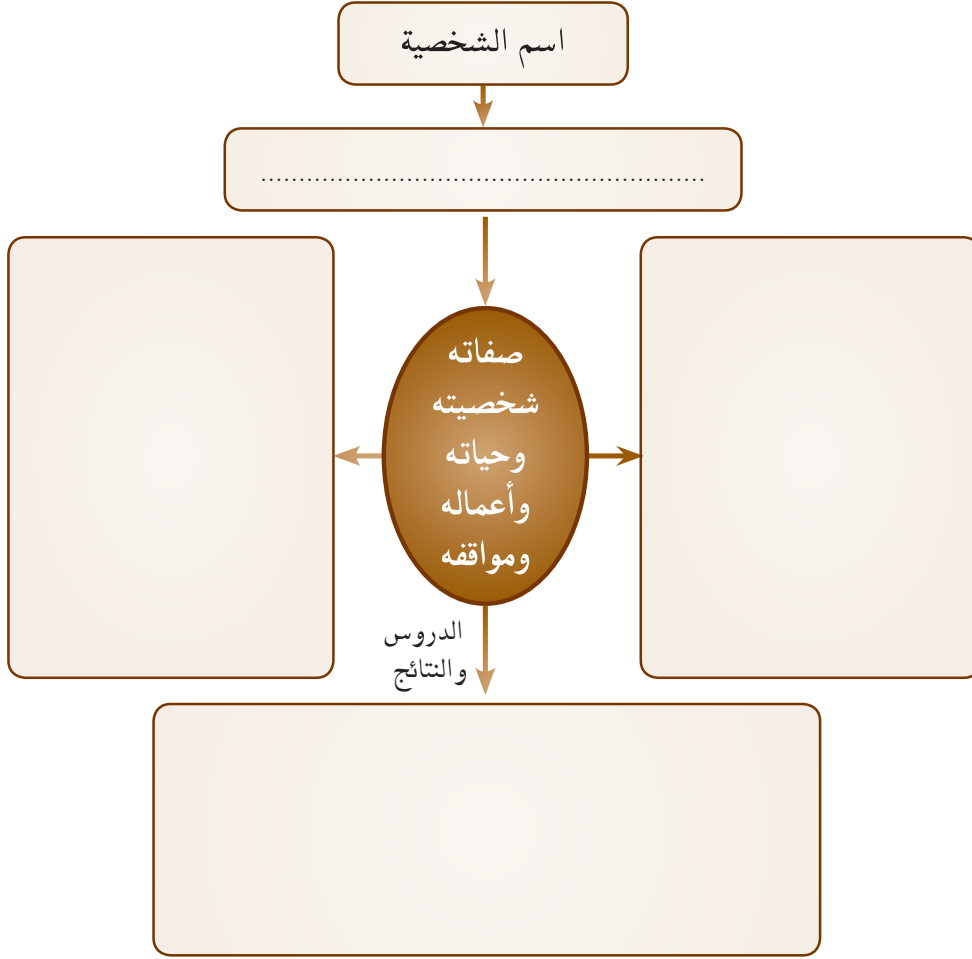 اسم الشخصية
..........................................................
صفاته
شخصيته
وحياته
وأعماله
ومواقفه
الدروس
والنتائج